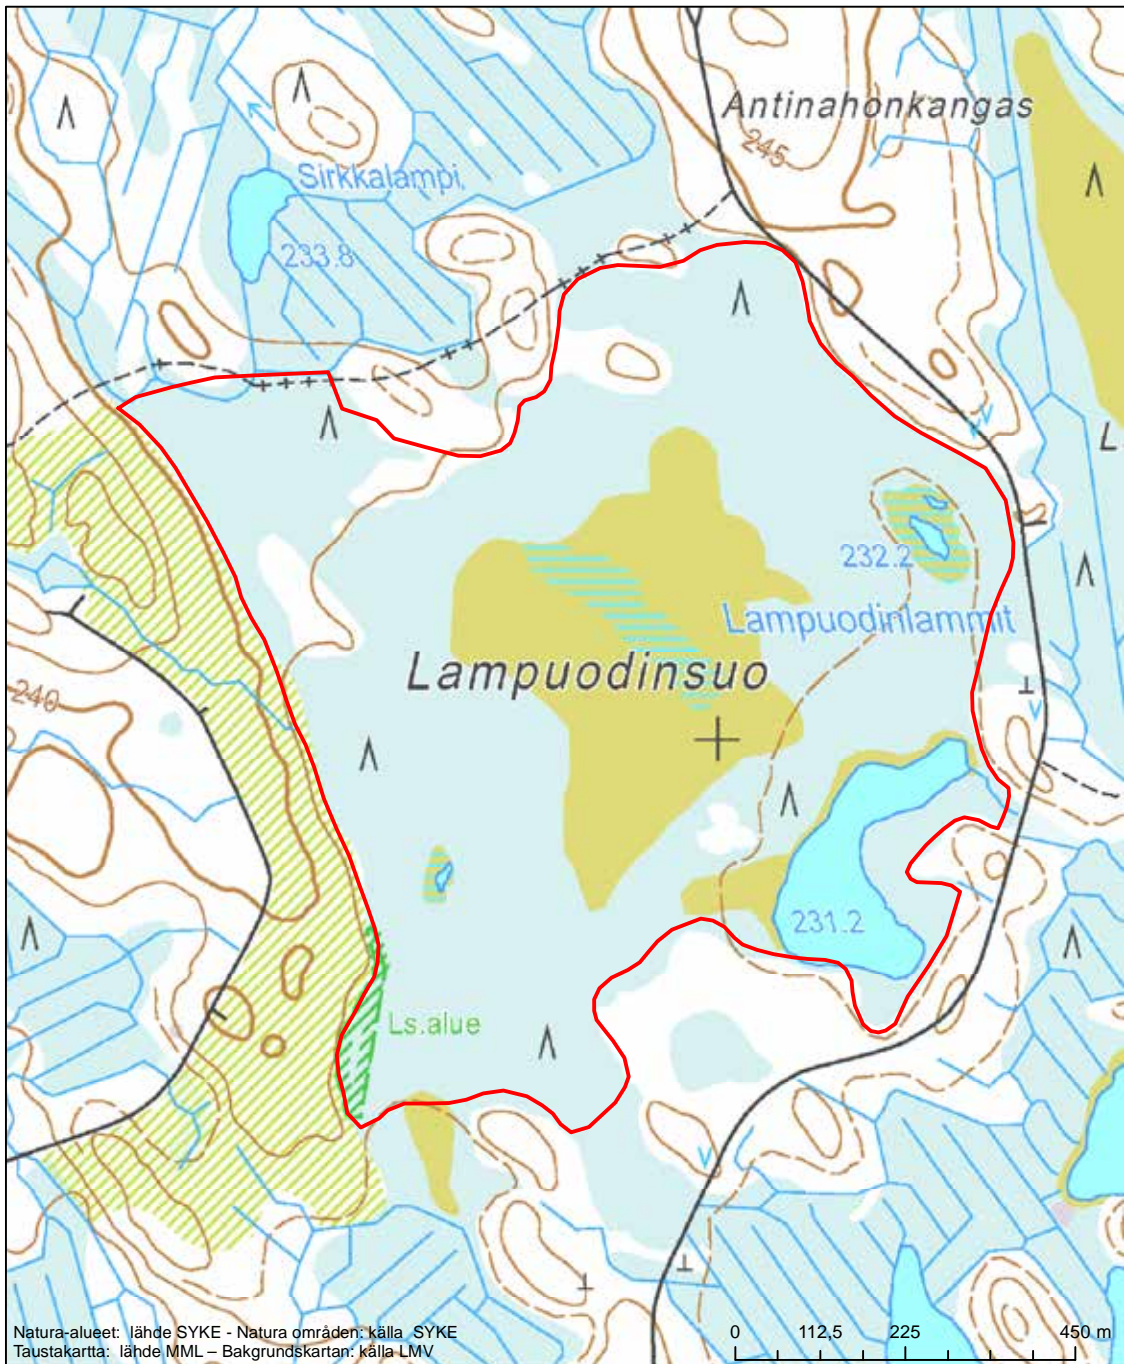 Antinahonkangas
245
Sirkkalampi
233.8
L
232.2
Lampuodinlammit
Lampuodinsuo
240
231.2
Ls.alue
Natura-alueet: lähde SYKE - Natura områden: källa SYKE
Taustakartta: lähde MML – Bakgrundskartan: källa LMV
0 112,5 225 450 m